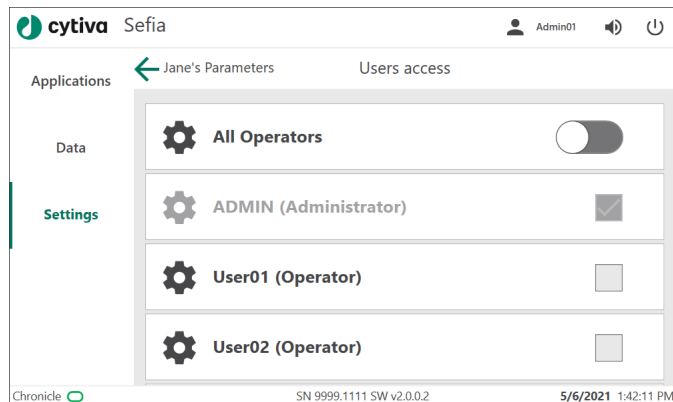 cytiva Sefia Admin01
Applications
Data
Settings
Jane's Parameters Users access
All Operators
ADMIN (Administrator)
User01 (Operator)
User02 (Operator)
Chronicle SN 9999.1111 SW v2.0.0.2 5/6/2021 1:42:11 PM